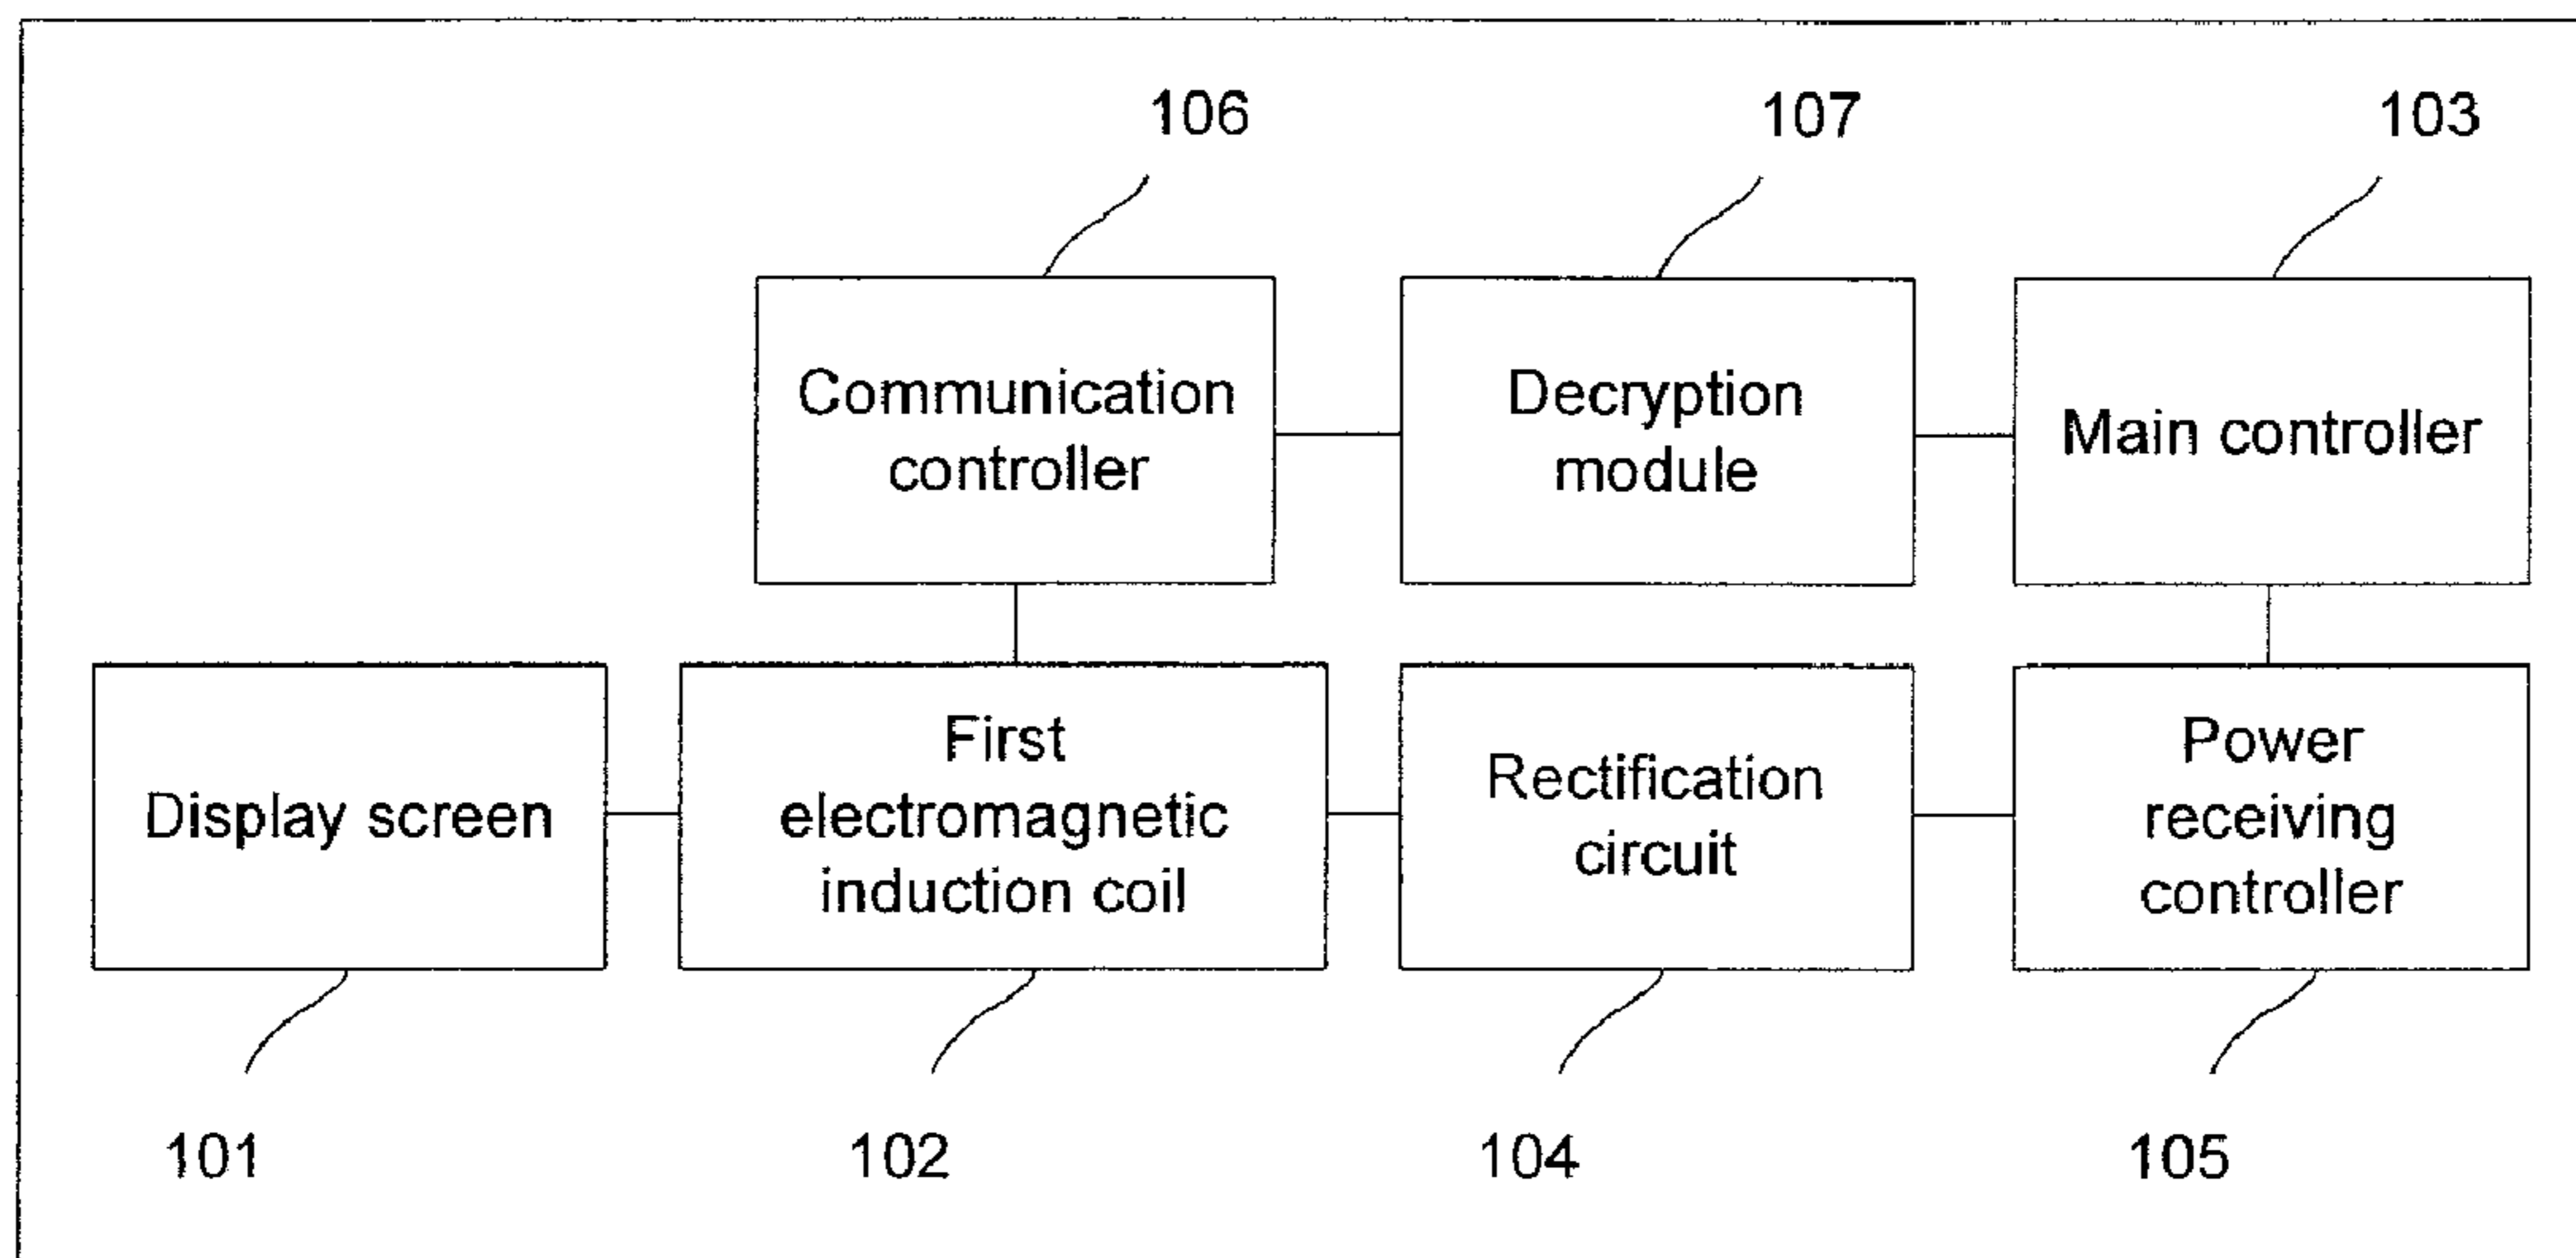 106
107
103
Communication
controller
Decryption
module
Main controller
Display screen
First
electromagnetic
induction coil
Rectification
circuit
Power
receiving
controller
101
102
104
105